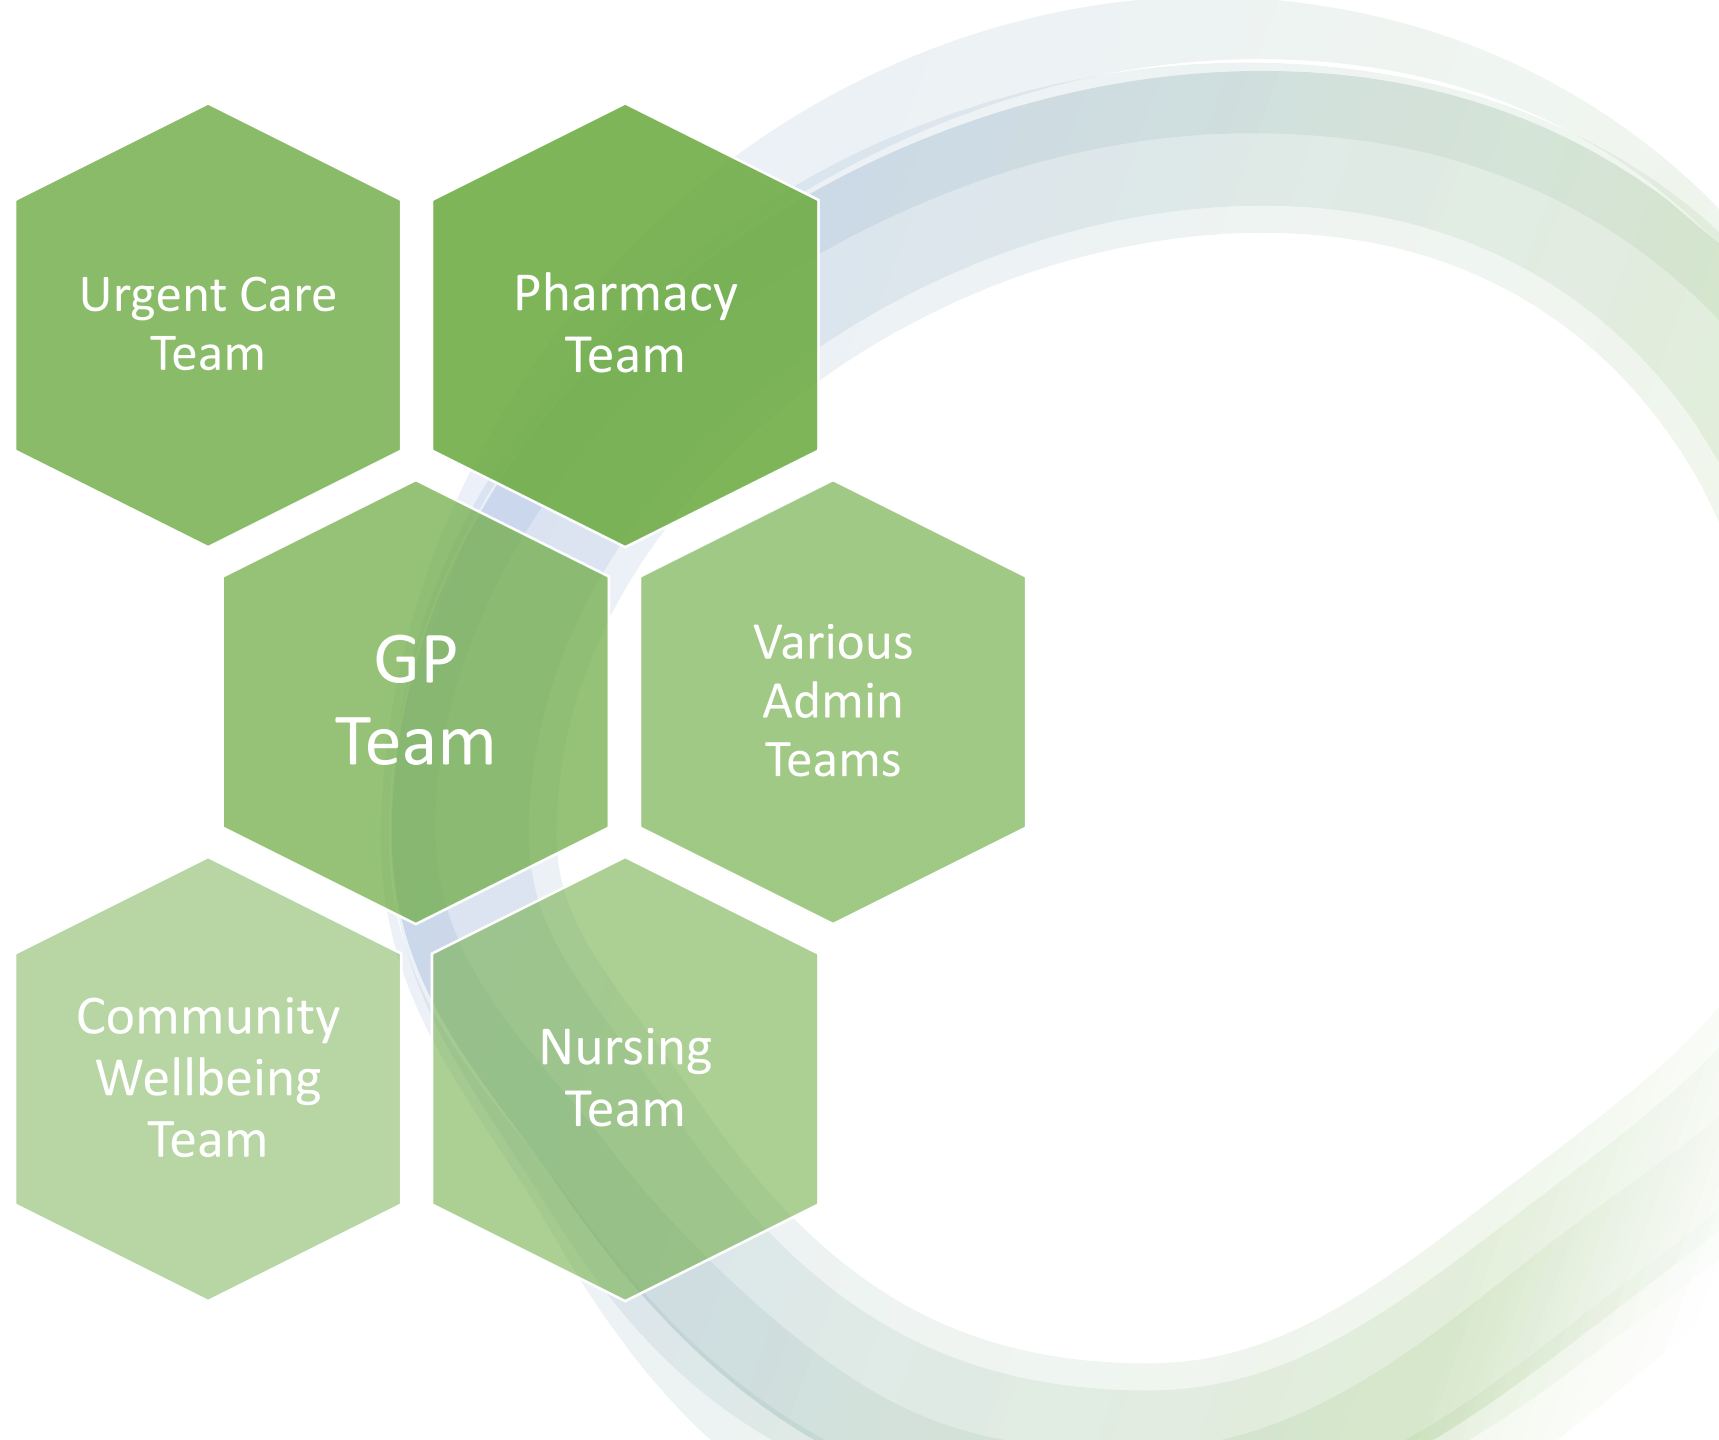 Urgent Care
Team
Pharmacy
Team
GP
Team
Various
Admin
Teams
Community
Wellbeing
Team
Nursing
Team